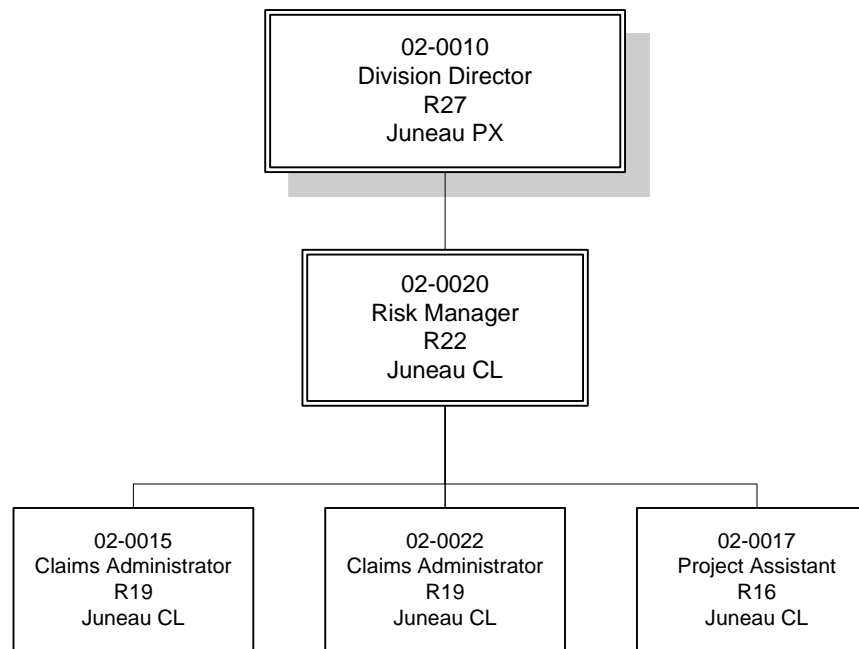 02-0010
Division Director
R27
Juneau PX
02-0020
Risk Manager
R22
Juneau CL
02-0015
Claims Administrator
R19
Juneau CL
02-0022
Claims Administrator
R19
Juneau CL
02-0017
Project Assistant
R16
Juneau CL